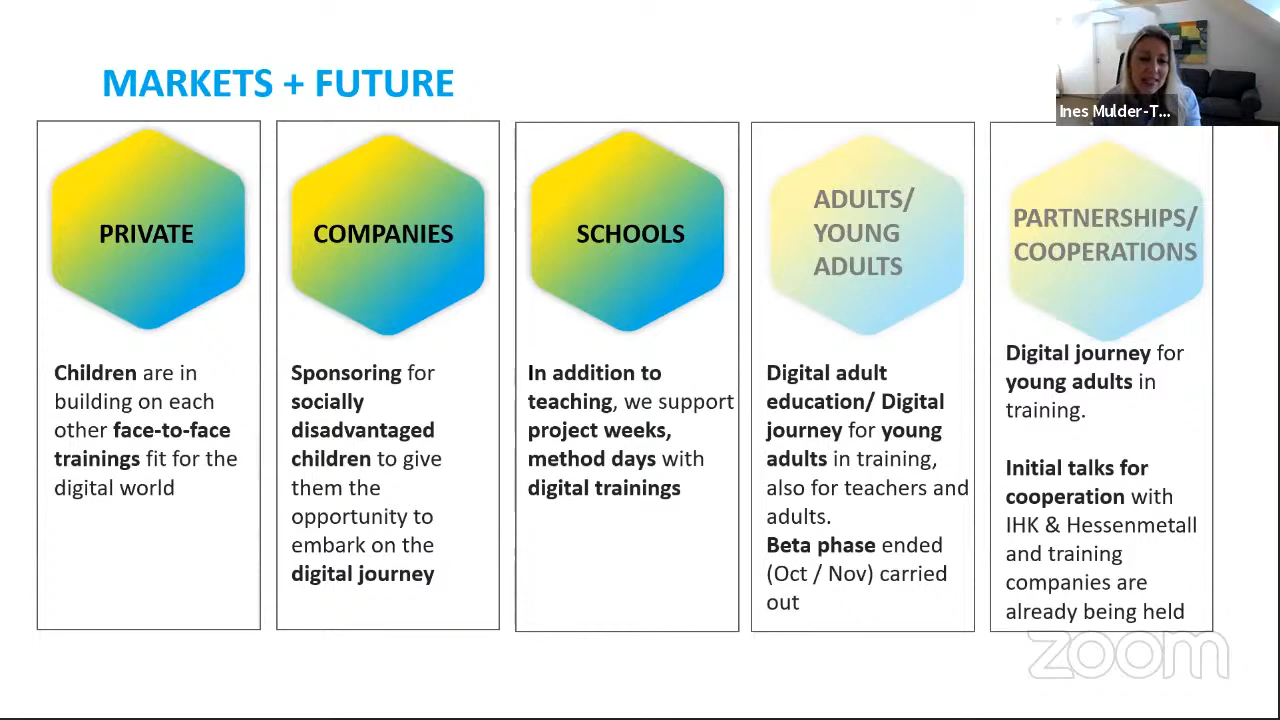 MARKETS + FUTURE
Ines Mulder-T...
PRIVATE
Children are in
building on each
other face-to-face
trainings fit for the
digital world
COMPANIES
Sponsoring for
socially
disadvantaged
children to give
them the
opportunity to
embark on the
digital journey
SCHOOLS
In addition to
teaching, we support
project weeks,
method days with
digital trainings
ADULTS/
YOUNG
ADULTS
Digital adult
education/ Digital
journey for young
adults in training,
also for teachers and
adults.
Beta phase ended
(Oct / Nov) carried
out
PARTNERSHIPS/
COOPERATIONS
Digital journey for
young adults in
training.
Initial talks for
cooperation with
IHK & Hessenmetall
and training
companies are
already being held
zoom